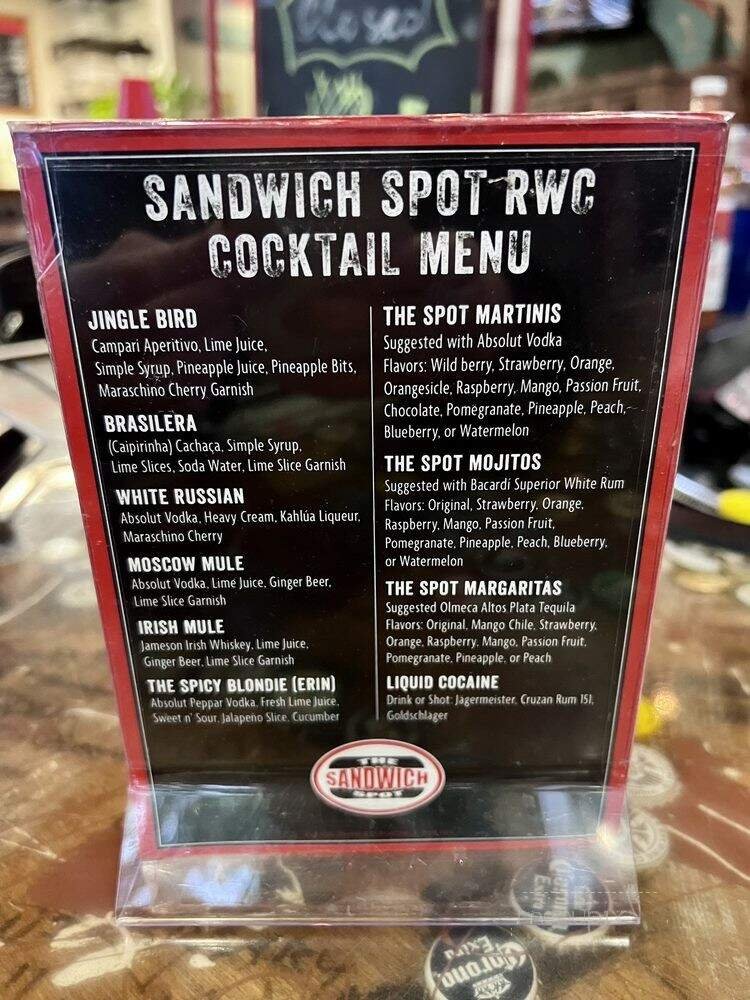 Closed
SANDWICH SPOT RWC
COCKTAIL MENU
JINGLE BIRD
Campari Aperitivo, Lime Juice,
Simple Syrup, Pineapple Juice, Pineapple Bits,
Maraschino Cherry Garnish
BRASILERA
(Caipirinha) Cachaça, Simple Syrup,
Lime Slices, Soda Water, Lime Slice Garnish
WHITE RUSSIAN
Absolut Vodka, Heavy Cream, Kahlúa Liqueur,
Maraschino Cherry
MOSCOW MULE
Absolut Vodka, Lime Juice, Ginger Beer,
Lime Slice Garnish
IRISH MULE
Jameson Irish Whiskey, Lime Juice,
Ginger Beer, Lime Slice Garnish
THE SPICY BLONDIE (ERIN)
Absolut Peppar Vodka, Fresh Lime Juice,
Sweet n' Sour, Jalapeno Slice, Cucumber
THE SPOT MARTINIS
Suggested with Absolut Vodka
Flavors: Wild berry, Strawberry, Orange,
Orangesicle, Raspberry, Mango, Passion Fruit,
Chocolate, Pomegranate, Pineapple, Peach,
Blueberry, or Watermelon
THE SPOT MOJITOS
Suggested with Bacardi Superior White Rum
Flavors: Original, Strawberry, Orange,
Raspberry, Mango, Passion Fruit,
Pomegranate, Pineapple, Peach, Blueberry,
or Watermelon
THE SPOT MARGARITAS
Suggested Olmeca Altos Plata Tequila
Flavors: Original, Mango Chile, Strawberry,
Orange, Raspberry, Mango, Passion Fruit,
Pomegranate, Pineapple, or Peach
LIQUID COCAINE
Drink or Shot: Jagermeister, Cruzan Rum 151,
Goldschlager
THE
SANDWICH
SPOT
Corona
Extra
Corona
Extra